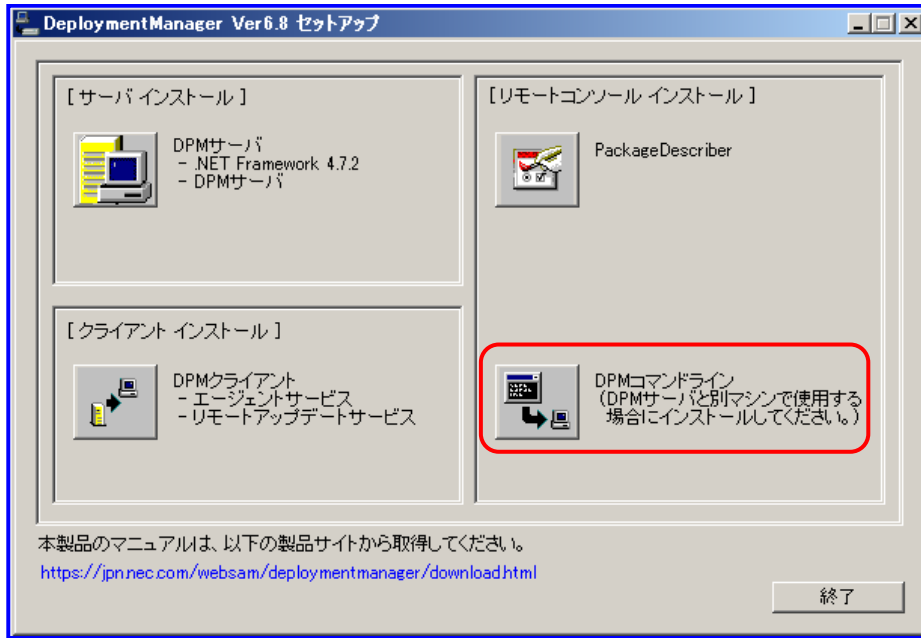 DeploymentManager Ver6.8 セットアップ
[ サーバ インストール ]
DPMサーバ
- .NET Framework 4.7.2
- DPMサーバ
[ リモートコンソール インストール ]
PackageDescriber
[ クライアント インストール ]
DPMクライアント
- エージェントサービス
- リモートアップデートサービス
DPMコマンドライン
(DPMサーバと別マシンで使用する
場合にインストールしてください。)
本製品のマニュアルは、以下の製品サイトから取得してください。
https://jpn.nec.com/websam/deploymentmanager/download.html
終了